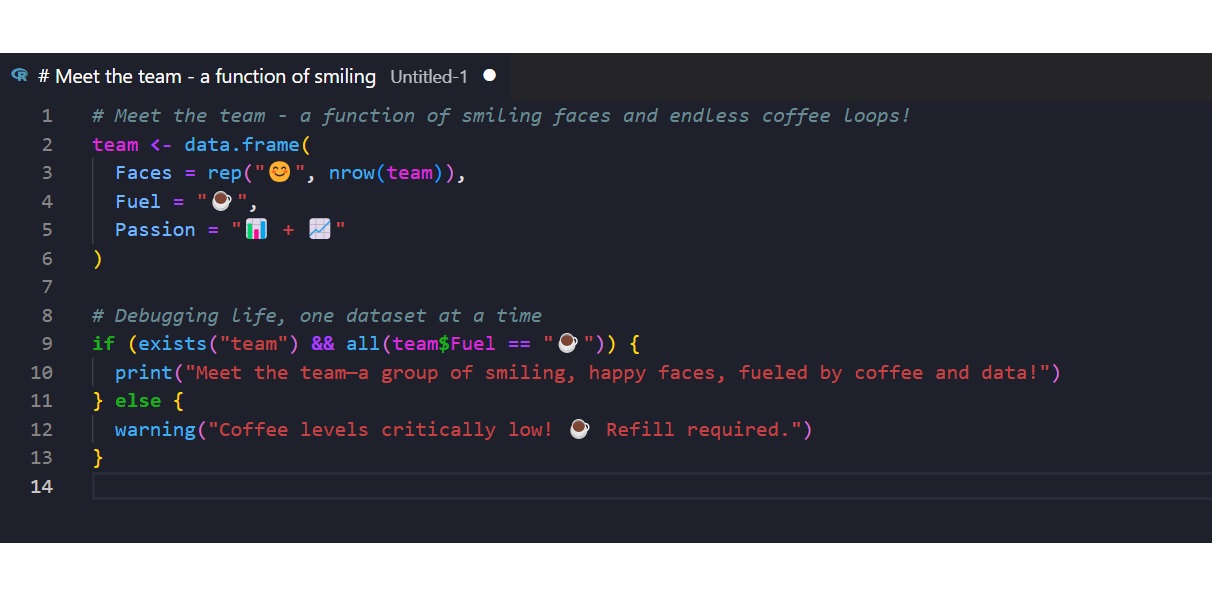 # Meet the team - a function of smiling Untitled-1
1 # Meet the team - a function of smiling faces and endless coffee loops!
2 team <- data.frame(
3   Faces = rep("😊", nrow(team)),
4   Fuel = "☕",
5   Passion = "📊 + 📈"
6 )
7
8 # Debugging life, one dataset at a time
9 if (exists("team") && all(team$Fuel == "☕")) {
10   print("Meet the team—a group of smiling, happy faces, fueled by coffee and data!")
11 } else {
12   warning("Coffee levels critically low! ☕ Refill required.")
13 }
14